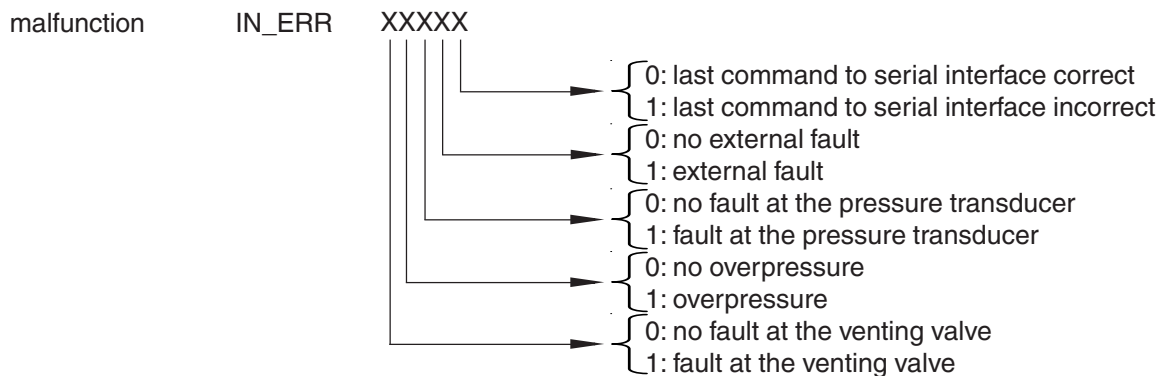 malfunction IN_ERR XXXXX
0: last command to serial interface correct
1: last command to serial interface incorrect
0: no external fault
1: external fault
0: no fault at the pressure transducer
1: fault at the pressure transducer
0: no overpressure
1: overpressure
0: no fault at the venting valve
1: fault at the venting valve